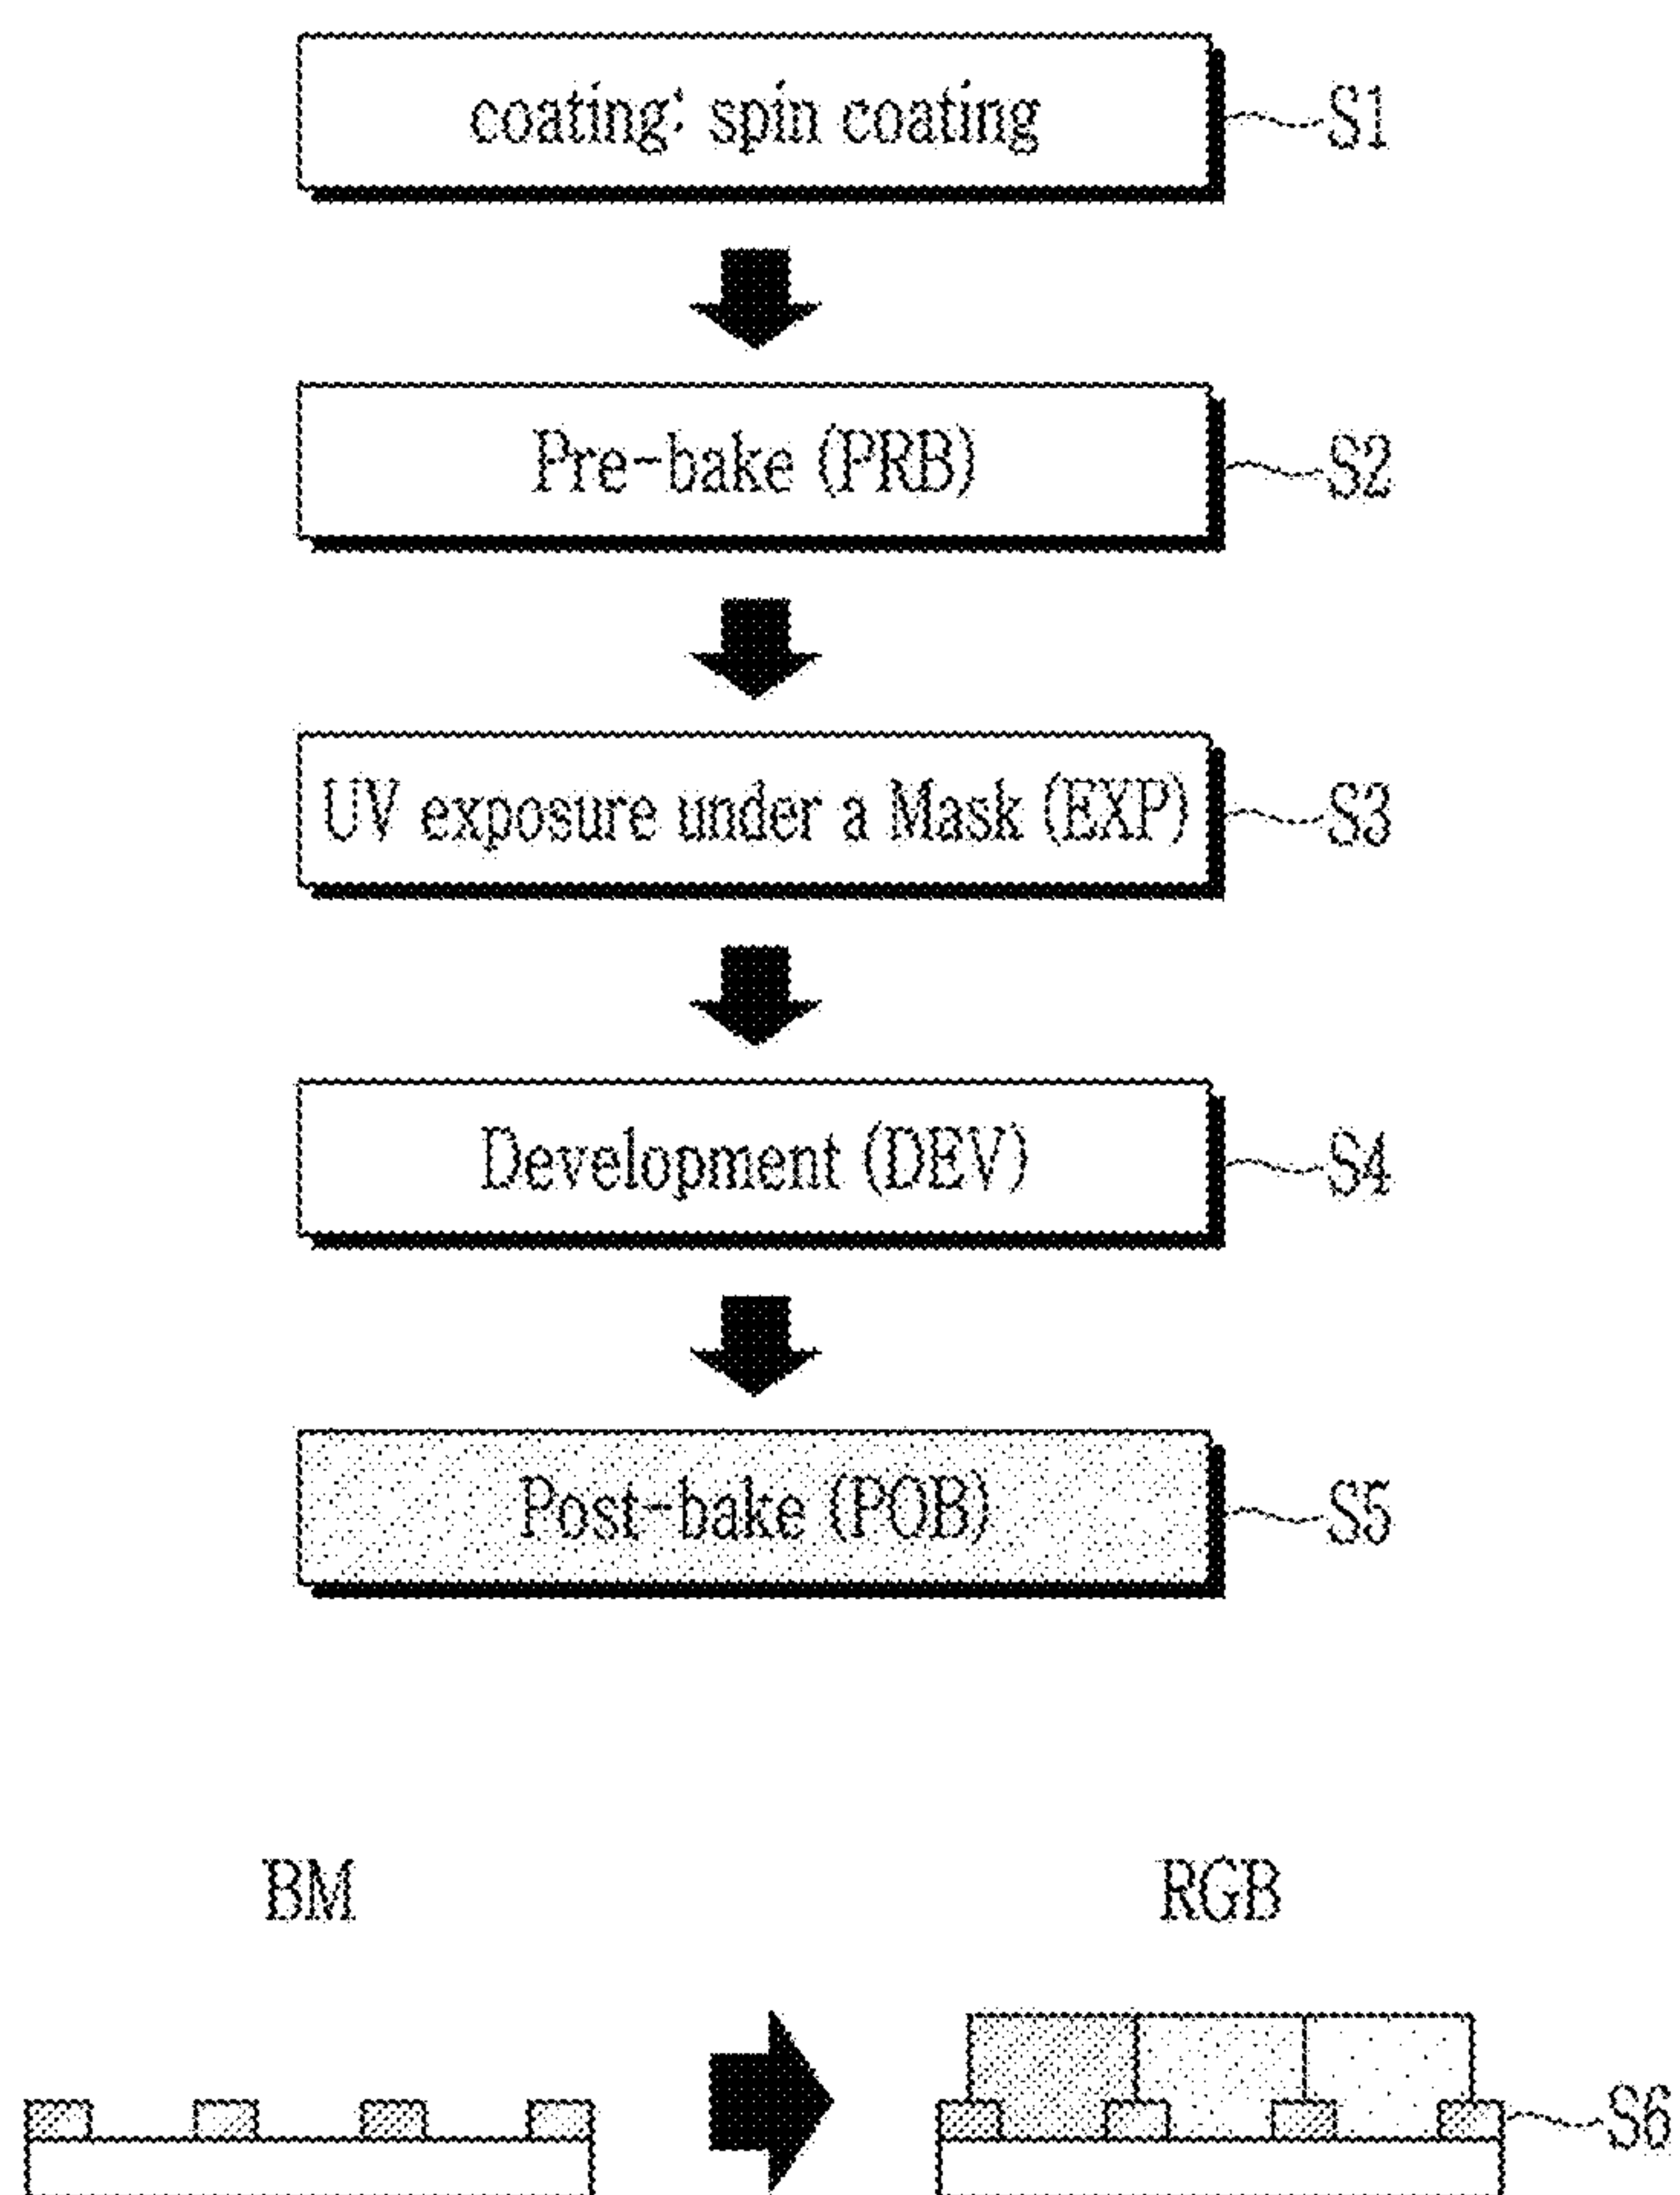 coating: spin coating
S1
Pre-bake (PRB)
S2
UV exposure under a Mask (EXP)
S3
Development (DEV)
S4
Post-bake (POB)
S5
BM
RGB
S6